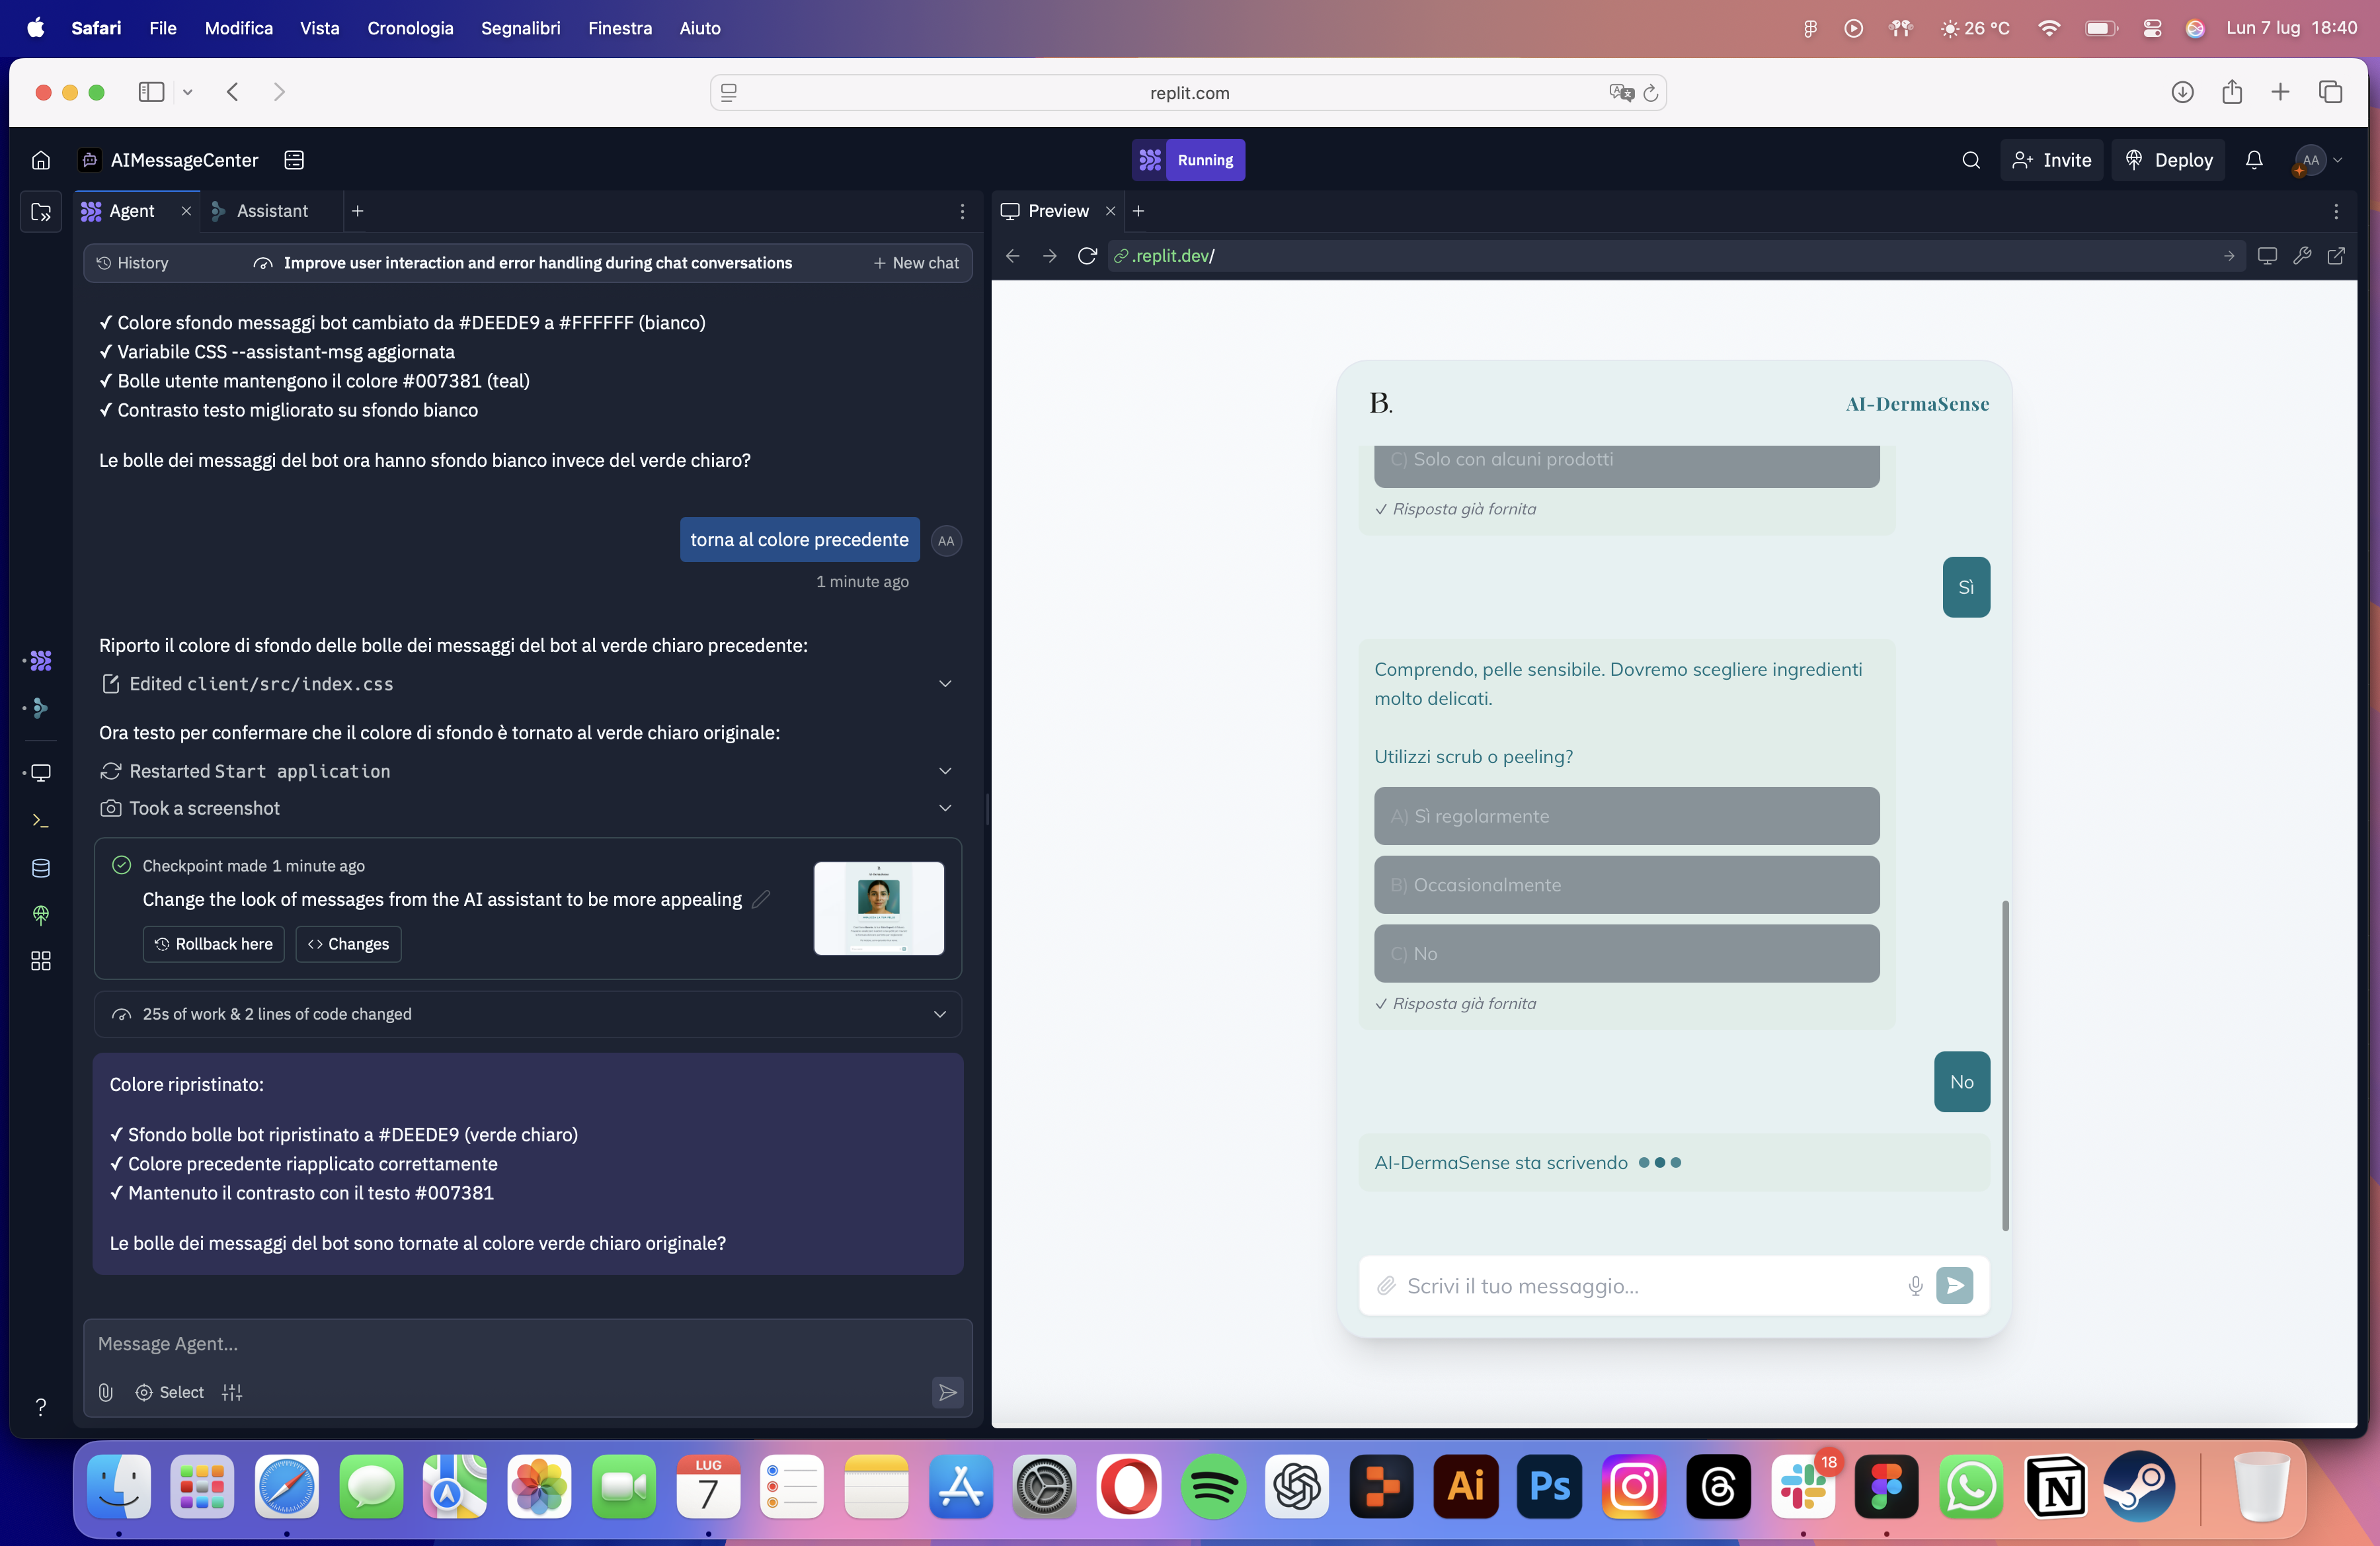 Safari File Modifica Vista Cronologia Segnalibri Finestra Aiuto
26 °C Lun 7 lug 18:40
replit.com
AIMessageCenter
Running
Invite
Deploy
AA
Agent
Assistant
History
Improve user interaction and error handling during chat conversations
New chat
✓ Colore sfondo messaggi bot cambiato da #DEEDE9 a #FFFFFF (bianco)
✓ Variabile CSS --assistant-msg aggiornata
✓ Bolle utente mantengono il colore #007381 (teal)
✓ Contrasto testo migliorato su sfondo bianco
Le bolle dei messaggi del bot ora hanno sfondo bianco invece del verde chiaro?
torna al colore precedente
AA
1 minute ago
Riporto il colore di sfondo delle bolle dei messaggi del bot al verde chiaro precedente:
Edited client/src/index.css
Ora testo per confermare che il colore di sfondo è tornato al verde chiaro originale:
Restarted Start application
Took a screenshot
Checkpoint made 1 minute ago
Change the look of messages from the AI assistant to be more appealing
Rollback here
Changes
25s of work & 2 lines of code changed
Colore ripristinato:
✓ Sfondo bolle bot ripristinato a #DEEDE9 (verde chiaro)
✓ Colore precedente riapplicato correttamente
✓ Mantenuto il contrasto con il testo #007381
Le bolle dei messaggi del bot sono tornate al colore verde chiaro originale?
Message Agent...
Select
?
Preview
.replit.dev/
B.
AI-DermaSense
C) Solo con alcuni prodotti
✓ Risposta già fornita
Sì
Comprendo, pelle sensibile. Dovremo scegliere ingredienti
molto delicati.
Utilizzi scrub o peeling?
A) Sì regolarmente
B) Occasionalmente
C) No
✓ Risposta già fornita
No
AI-DermaSense sta scrivendo
Scrivi il tuo messaggio...
LUG
7
Ai
Ps
18
N